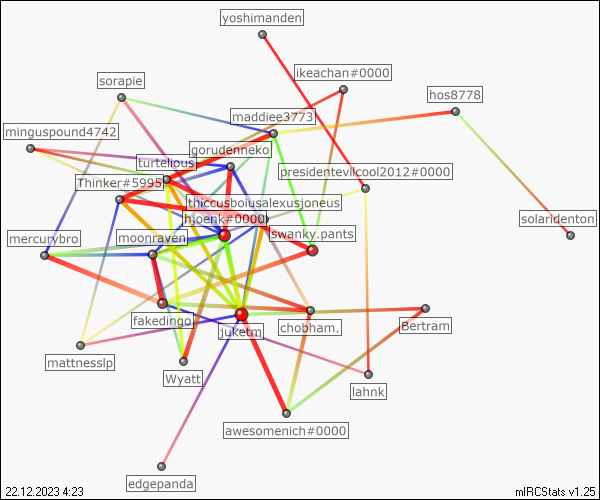 yoshimanden
ikeachan#0000
sorapie
hos8778
maddiee3773
minguspound4742
gorudenneko
turtelious
presidentevilcool2012#0000
Thinker#5995
thiccusboiusalexusjoneus
hjoenk#0000
solaridenton
swanky.pants
mercurybro
moonraven
fakedingo
chobham.
Bertram
juketm
mattnesslp
Wyatt
lahnk
awesomenich#0000
edgepanda
22.12.2023 4:23
mIRCStats v1.25